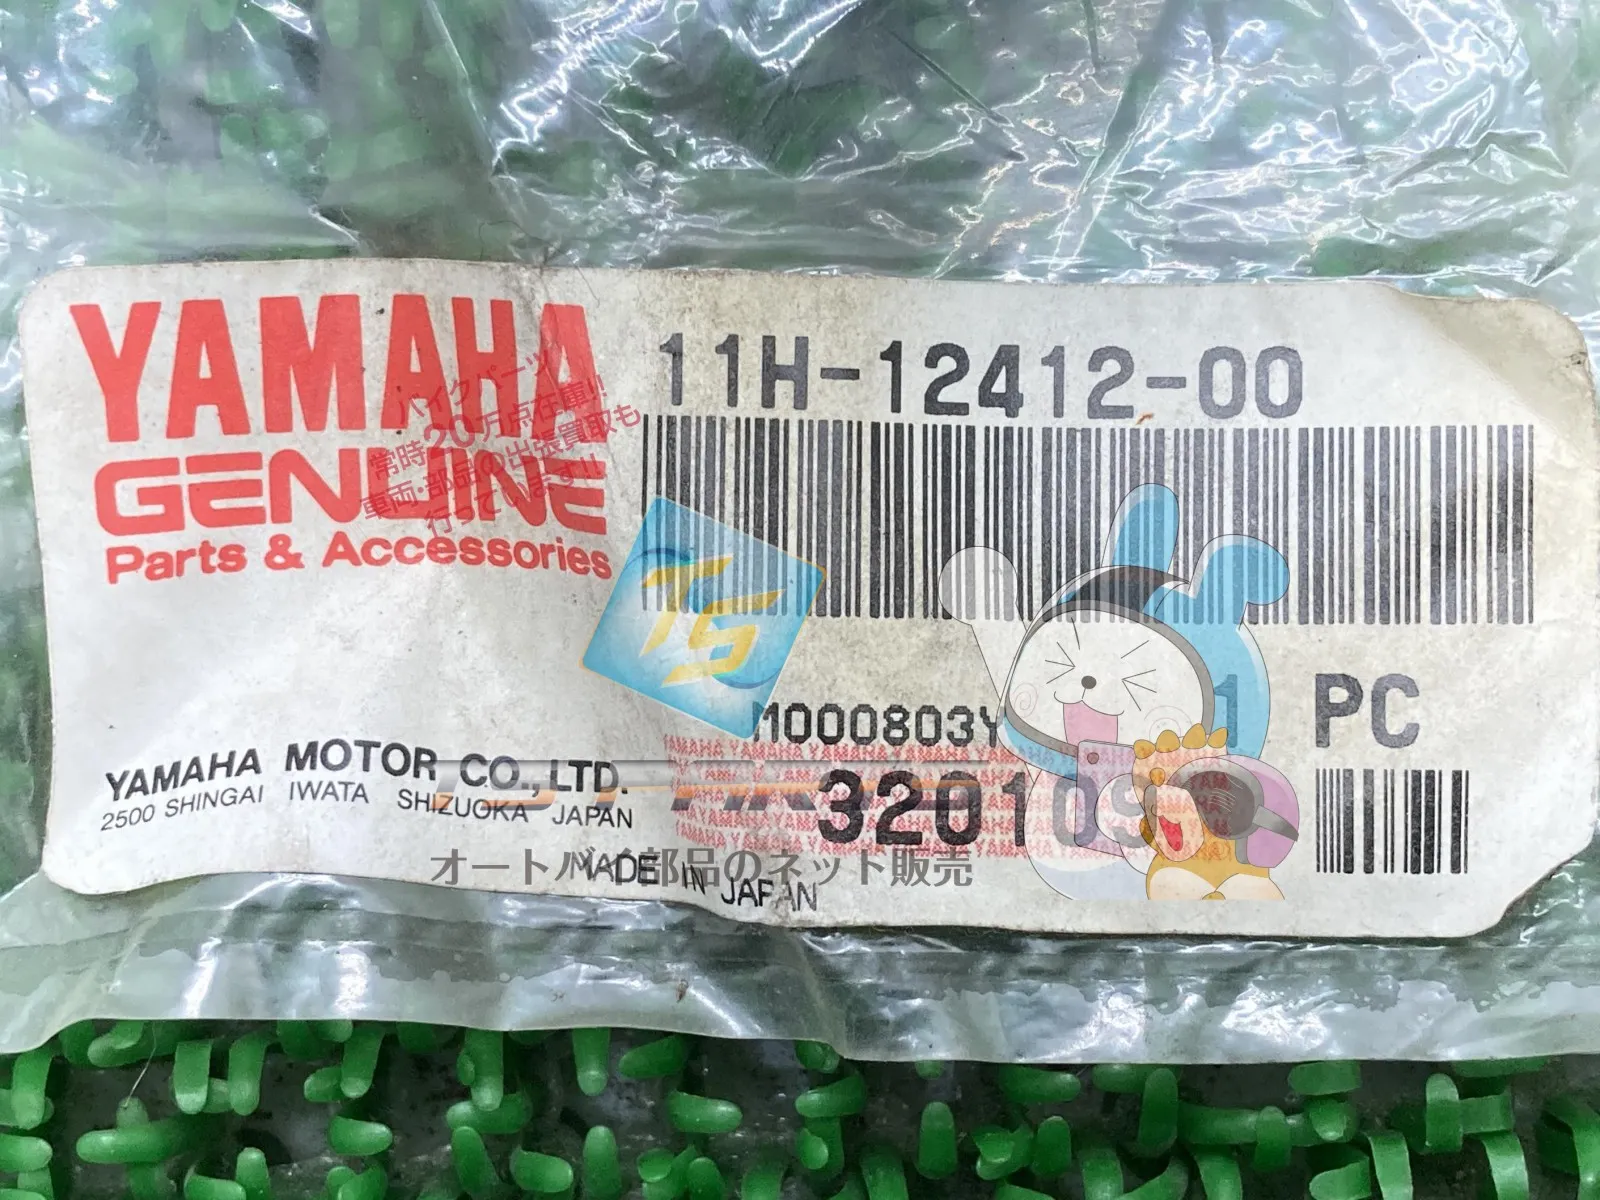 YAMAHA
GENUINE
Parts & Accessories
11H-12412-00
バイクパーツ
常時20万点在庫!!
車両・部品の出張買取も
行っています!!
TS
M000803Y
1 PC
YAMAHA MOTOR CO.,LTD.
2500 SHINGAI IWATA SHIZUOKA JAPAN
320109
オートバイ部品のネット販売
MADE IN JAPAN